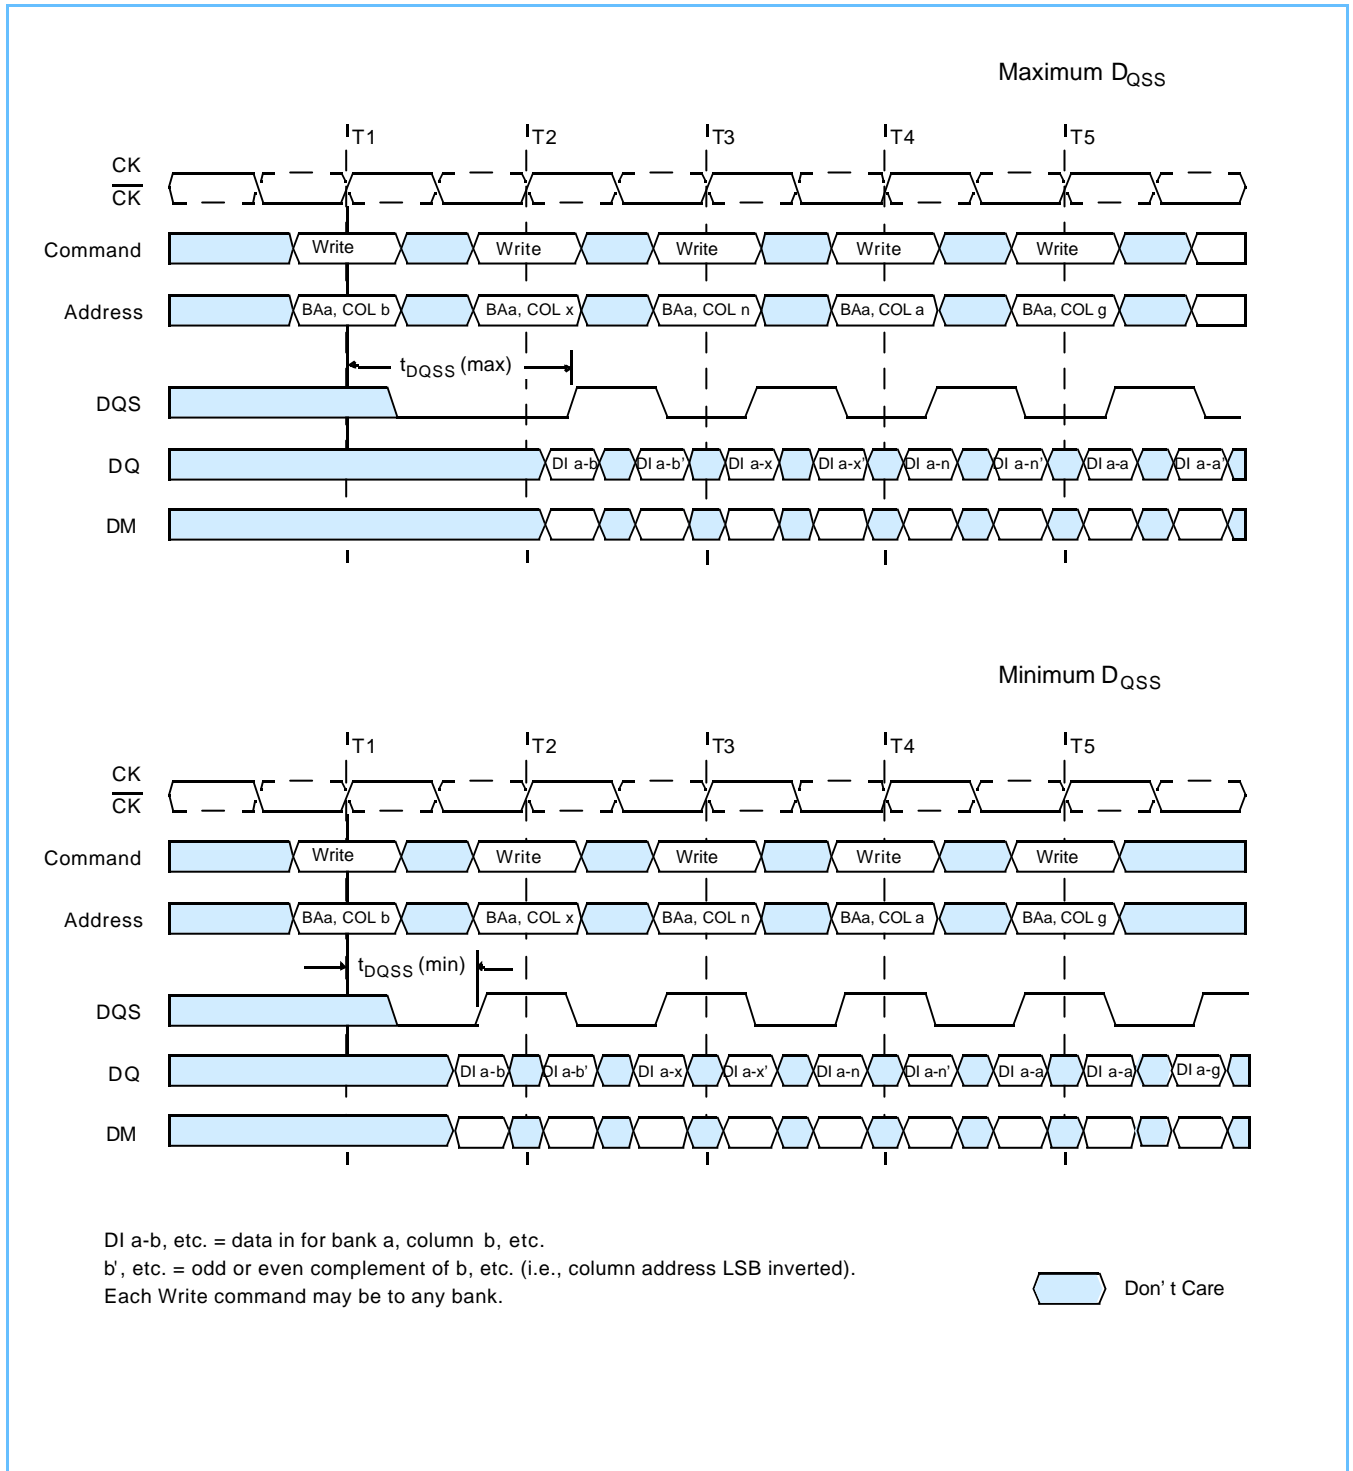 Maximum DQSS
T1 T2 T3 T4 T5
CK
CK
Command Write Write Write Write Write
Address BAa, COL b BAa, COL x BAa, COL n BAa, COL a BAa, COL g
tDQSS (max)
DQS
DQ DI a-b DI a-b' DI a-x DI a-x' DI a-n DI a-n' DI a-a DI a-a'
DM
Minimum DQSS
T1 T2 T3 T4 T5
CK
CK
Command Write Write Write Write Write
Address BAa, COL b BAa, COL x BAa, COL n BAa, COL a BAa, COL g
tDQSS (min)
DQS
DQ DI a-b DI a-b' DI a-x DI a-x' DI a-n DI a-n' DI a-a DI a-a DI a-g
DM
DI a-b, etc. = data in for bank a, column b, etc.
b', etc. = odd or even complement of b, etc. (i.e., column address LSB inverted).
Each Write command may be to any bank.
Don't Care